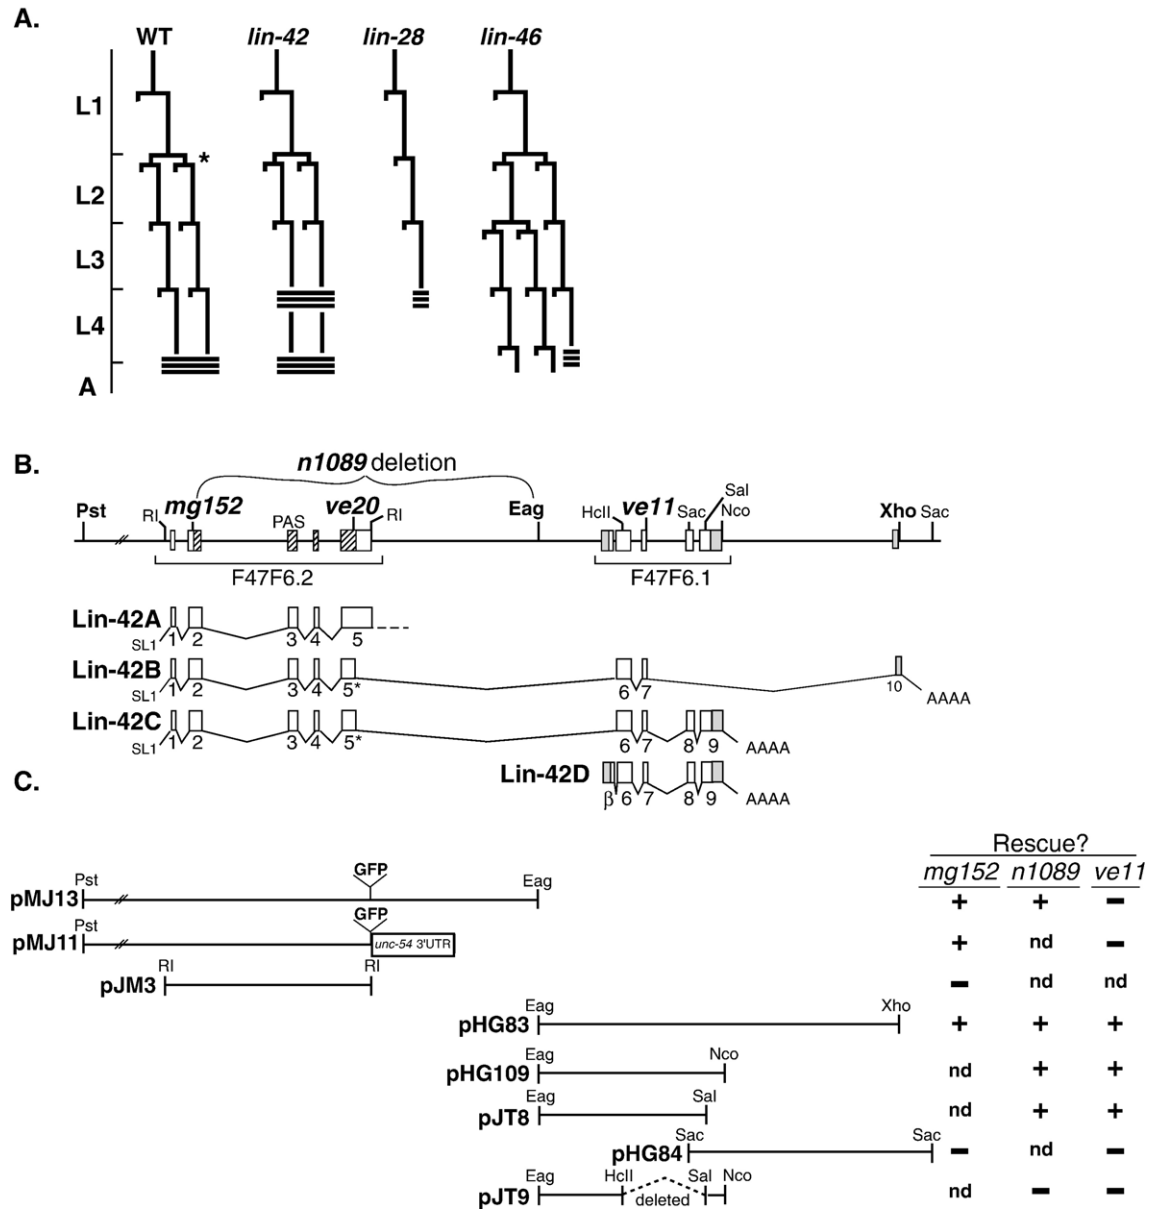 A.
WT lin-42 lin-28 lin-46
L1
*
L2
L3
L4
A
B.
n1089 deletion
Pst RI mg152 PAS ve20 RI Eag HcII ve11 Sac Sal Nco Xho Sac
F47F6.2 F47F6.1
Lin-42A SL1 1 2 3 4 5
Lin-42B SL1 1 2 3 4 5* 6 7 10 AAAA
Lin-42C SL1 1 2 3 4 5* 6 7 8 9 AAAA
Lin-42D β 6 7 8 9 AAAA
C.
Rescue?
mg152 n1089 ve11
pMJ13 Pst GFP Eag + + –
pMJ11 Pst GFP unc-54 3'UTR + nd –
pJM3 RI RI – nd nd
pHG83 Eag Xho + + +
pHG109 Eag Nco nd + +
pJT8 Eag Sal nd + +
pHG84 Sac Sac – nd –
pJT9 Eag HcII deleted Sal Nco nd – –